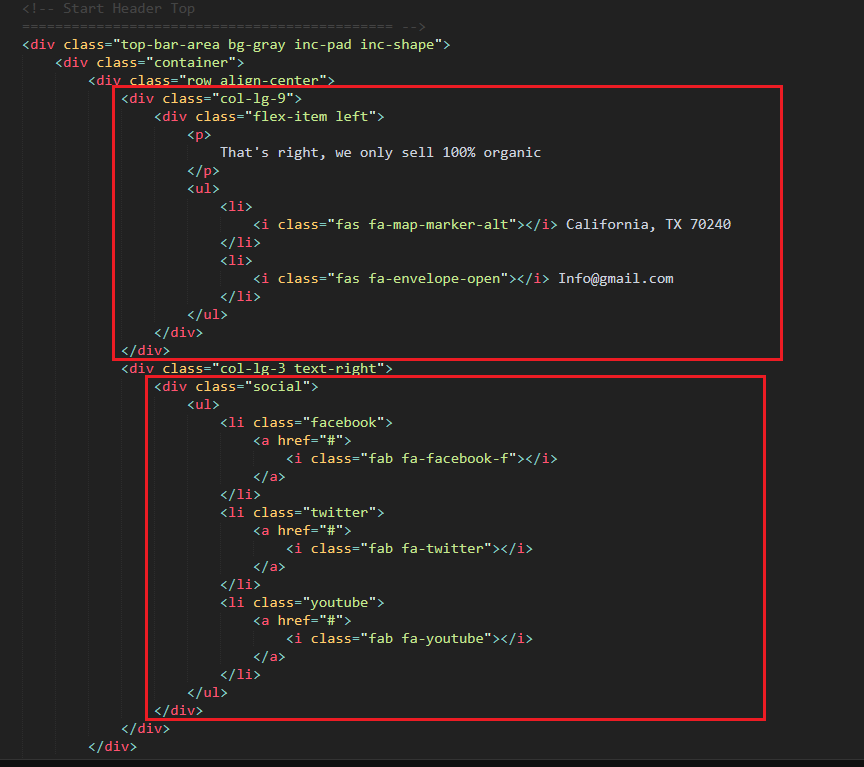 <!-- Start Header Top
============================================= -->
<div class="top-bar-area bg-gray inc-pad inc-shape">
<div class="container">
<div class="row align-center">
<div class="col-lg-9">
<div class="flex-item left">
<p>
That's right, we only sell 100% organic
</p>
<ul>
<li>
<i class="fas fa-map-marker-alt"></i> California, TX 70240
</li>
<li>
<i class="fas fa-envelope-open"></i> Info@gmail.com
</li>
</ul>
</div>
</div>
<div class="col-lg-3 text-right">
<div class="social">
<ul>
<li class="facebook">
<a href="#">
<i class="fab fa-facebook-f"></i>
</a>
</li>
<li class="twitter">
<a href="#">
<i class="fab fa-twitter"></i>
</a>
</li>
<li class="youtube">
<a href="#">
<i class="fab fa-youtube"></i>
</a>
</li>
</ul>
</div>
</div>
</div>